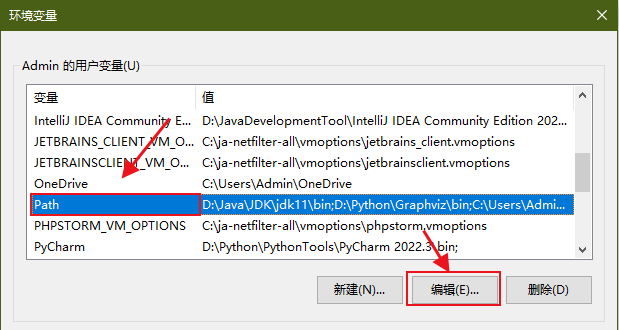 环境变量
Admin 的用户变量(U)
变量 值
IntelliJ IDEA Community E... D:\JavaDevelopmentTool\IntelliJ IDEA Community Edition 202...
JETBRAINS_CLIENT_VM_O... C:\ja-netfilter-all\vmoptions\jetbrains_client.vmoptions
JETBRAINSCLIENT_VM_O... C:\ja-netfilter-all\vmoptions\jetbrainsclient.vmoptions
OneDrive C:\Users\Admin\OneDrive
Path D:\Java\JDK\jdk11\bin;D:\Python\Graphviz\bin;C:\Users\Admi...
PHPSTORM_VM_OPTIONS C:\ja-netfilter-all\vmoptions\phpstorm.vmoptions
PyCharm D:\Python\PythonTools\PyCharm 2022.3\bin;
新建(N)... 编辑(E)... 删除(D)